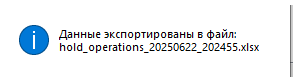 Данные экспортированы в файл:
hold_operations_20250622_202455.xlsx